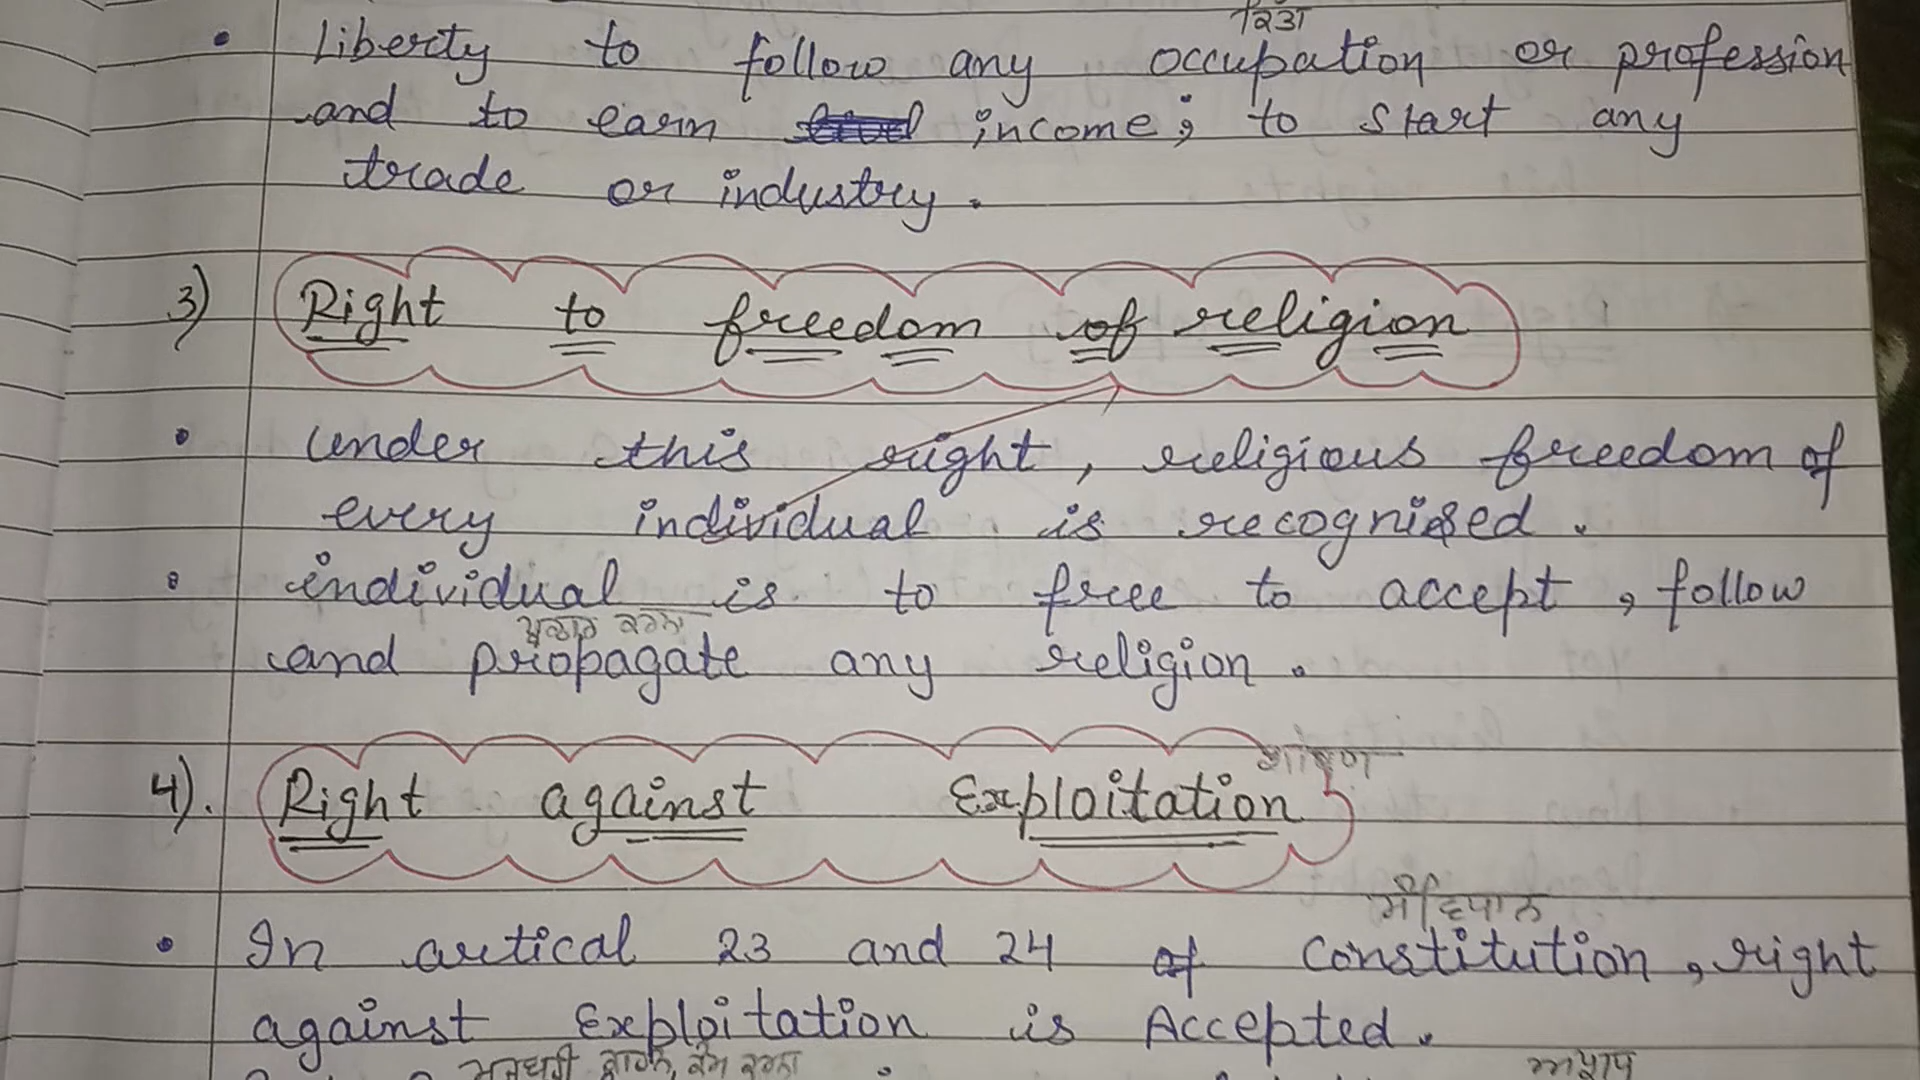 ਕਿੱਤਾ
• Liberty to follow any occupation or profession
and to earn income; to start any
trade or industry.
3) Right to freedom of religion
• under this right, religious freedom of
every individual is recognised.
• individual is to free to accept, follow
ਪ੍ਰਚਾਰ ਕਰਨਾ
and propagate any religion.
ਸ਼ੋਸ਼ਣ
4). Right against Exploitation
ਸੰਵਿਧਾਨ
• In artical 23 and 24 of Constitution, right
against Exploitation is Accepted.
ਕਰਨਾ